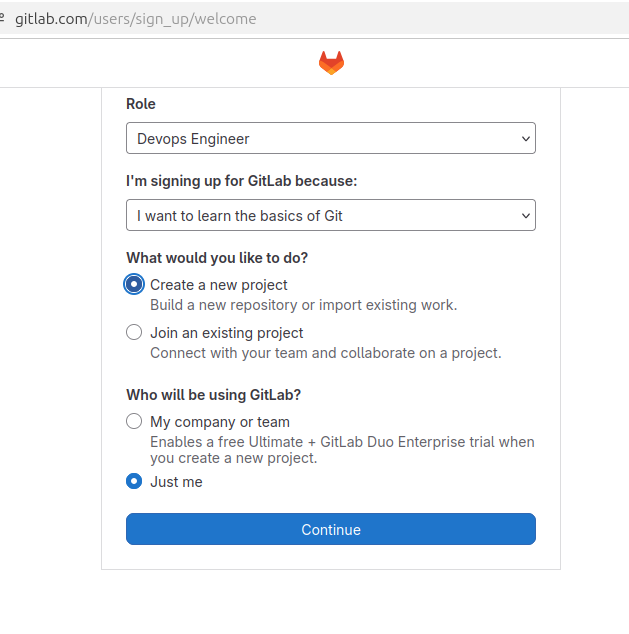 gitlab.com/users/sign_up/welcome
Role
Devops Engineer
I'm signing up for GitLab because:
I want to learn the basics of Git
What would you like to do?
Create a new project
Build a new repository or import existing work.
Join an existing project
Connect with your team and collaborate on a project.
Who will be using GitLab?
My company or team
Enables a free Ultimate + GitLab Duo Enterprise trial when
you create a new project.
Just me
Continue